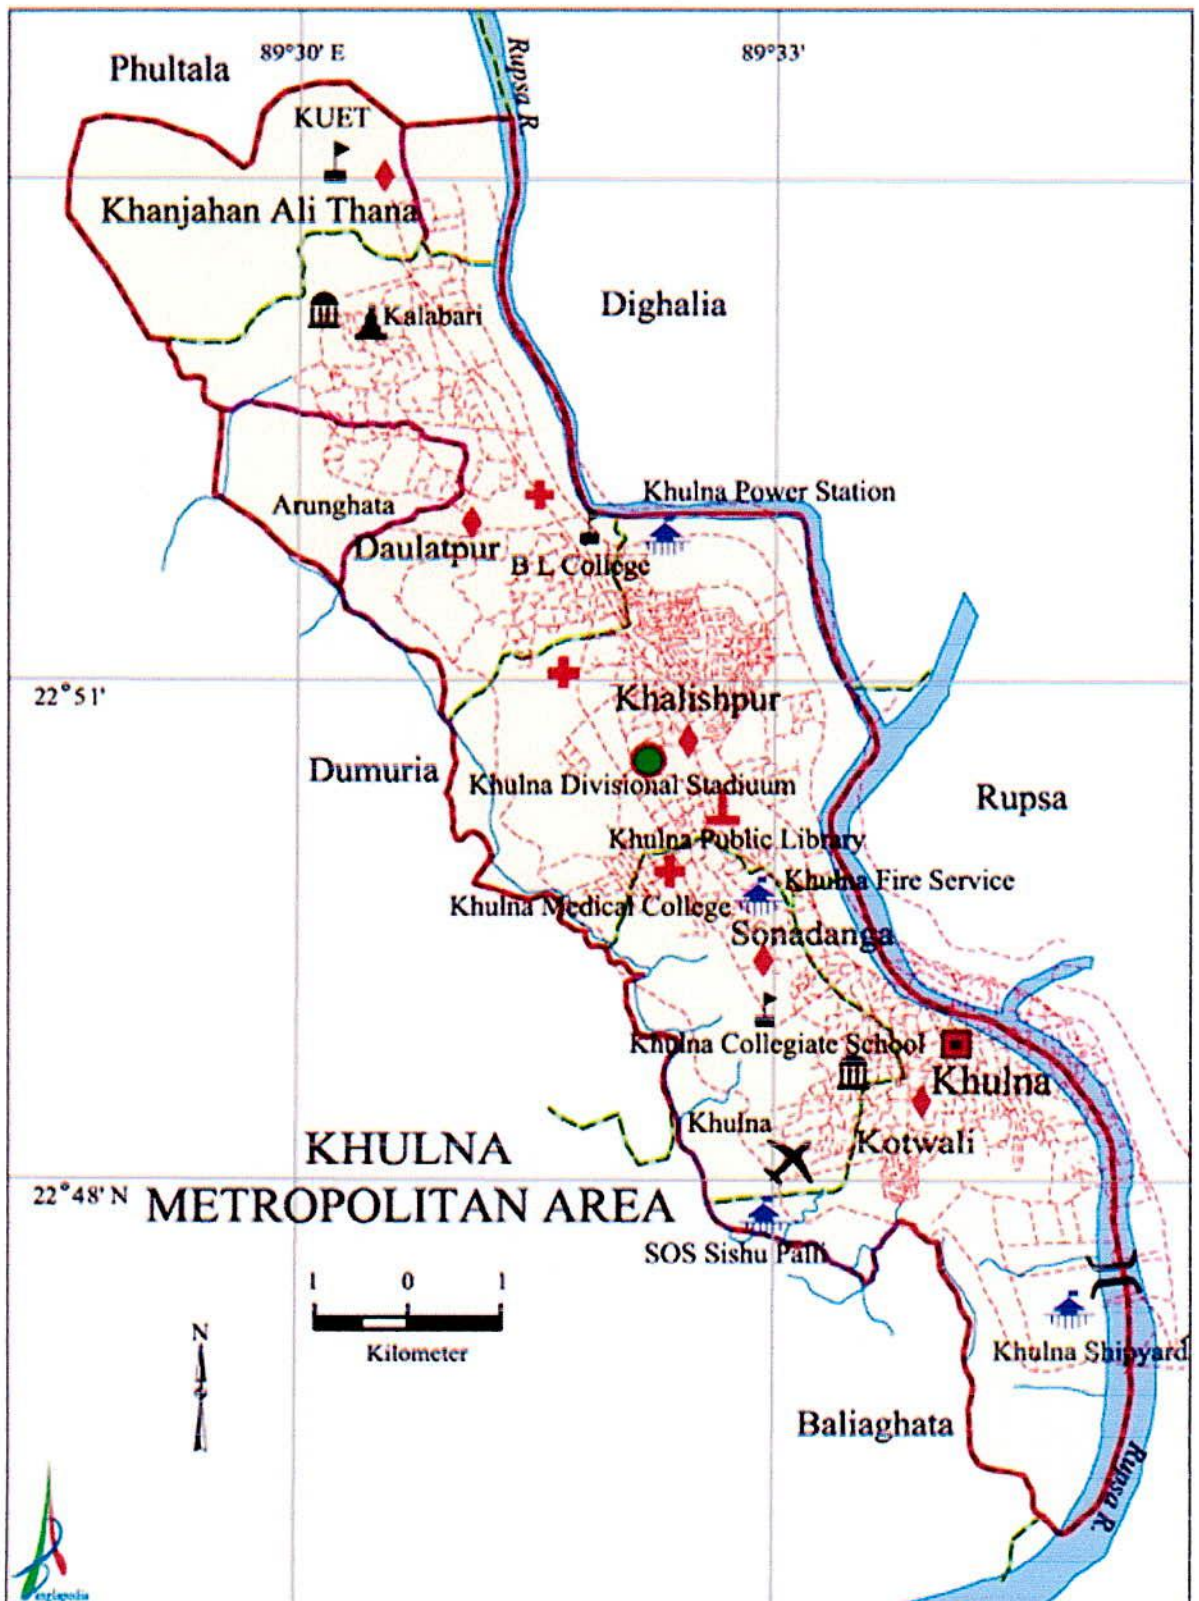 89°30' E
89°33'
Rupsa R.
Phultala
KUET
Khanjahan Ali Thana
Dighalia
Kalabari
Khulna Power Station
Arunghata
Daulatpur
B L College
22°51'
Khalishpur
Dumuria
Khulna Divisional Stadiuum
Rupsa
Khulna Public Library
Khulna Fire Service
Khulna Medical College
Sonadanga
Khulna Collegiate School
Khulna
Khulna
Kotwali
KHULNA
METROPOLITAN AREA
22°48' N
SOS Sishu Palli
1 0 1
Kilometer
N
Khulna Shipyard
Baliaghata
Rupsa R.